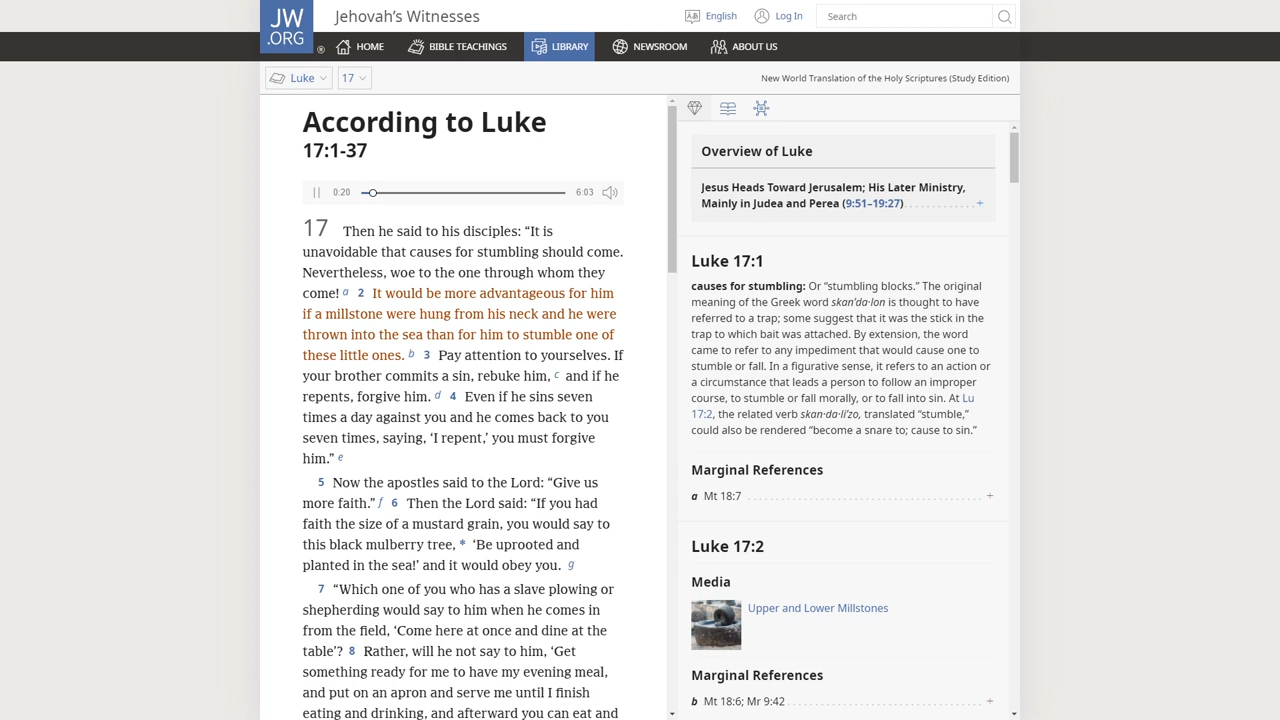 JW
.ORG
®
Jehovah’s Witnesses
English
Log In
Search
HOME
BIBLE TEACHINGS
LIBRARY
NEWSROOM
ABOUT US
Luke
17
New World Translation of the Holy Scriptures (Study Edition)
According to Luke
17:1-37
0:20
6:03
17 Then he said to his disciples: “It is
unavoidable that causes for stumbling should come.
Nevertheless, woe to the one through whom they
come! a 2 It would be more advantageous for him
if a millstone were hung from his neck and he were
thrown into the sea than for him to stumble one of
these little ones. b 3 Pay attention to yourselves. If
your brother commits a sin, rebuke him, c and if he
repents, forgive him. d 4 Even if he sins seven
times a day against you and he comes back to you
seven times, saying, ‘I repent,’ you must forgive
him.” e
5 Now the apostles said to the Lord: “Give us
more faith.” f 6 Then the Lord said: “If you had
faith the size of a mustard grain, you would say to
this black mulberry tree, * ‘Be uprooted and
planted in the sea!’ and it would obey you. g
7 “Which one of you who has a slave plowing or
shepherding would say to him when he comes in
from the field, ‘Come here at once and dine at the
table’? 8 Rather, will he not say to him, ‘Get
something ready for me to have my evening meal,
and put on an apron and serve me until I finish
eating and drinking, and afterward you can eat and
Overview of Luke
Jesus Heads Toward Jerusalem; His Later Ministry,
Mainly in Judea and Perea (9:51–19:27) +
Luke 17:1
causes for stumbling: Or “stumbling blocks.” The original
meaning of the Greek word skanʹda·lon is thought to have
referred to a trap; some suggest that it was the stick in the
trap to which bait was attached. By extension, the word
came to refer to any impediment that would cause one to
stumble or fall. In a figurative sense, it refers to an action or
a circumstance that leads a person to follow an improper
course, to stumble or fall morally, or to fall into sin. At Lu
17:2, the related verb skan·da·liʹzo, translated “stumble,”
could also be rendered “become a snare to; cause to sin.”
Marginal References
a Mt 18:7 +
Luke 17:2
Media
Upper and Lower Millstones
Marginal References
b Mt 18:6; Mr 9:42 +